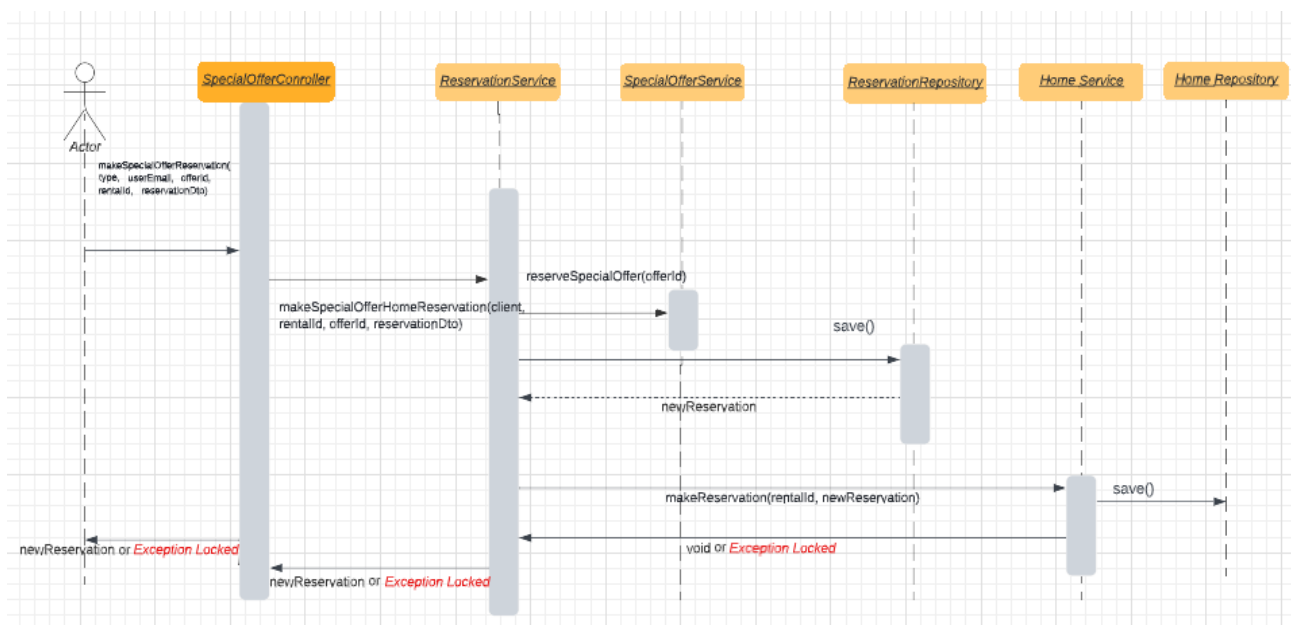 SpecialOfferConroller
ReservationService
SpecialOfferService
ReservationRepository
Home Service
Home Repository
Actor
makeSpecialOfferReservation(
type, userEmail, offerId,
rentalId, reservationDto)
reserveSpecialOffer(offerId)
makeSpecialOfferHomeReservation(client,
rentalId, offerId, reservationDto)
save()
newReservation
makeReservation(rentalId, newReservation)
save()
newReservation or Exception Locked
void or Exception Locked
newReservation or Exception Locked